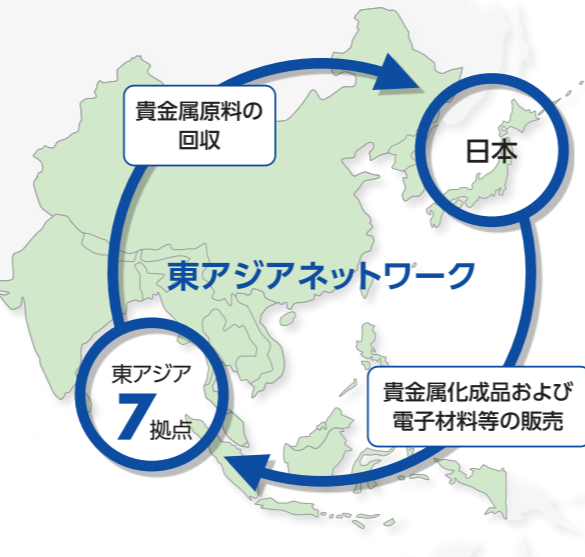 貴金属原料の
回収
日本
東アジアネットワーク
東アジア
7拠点
貴金属化成品および
電子材料等の販売